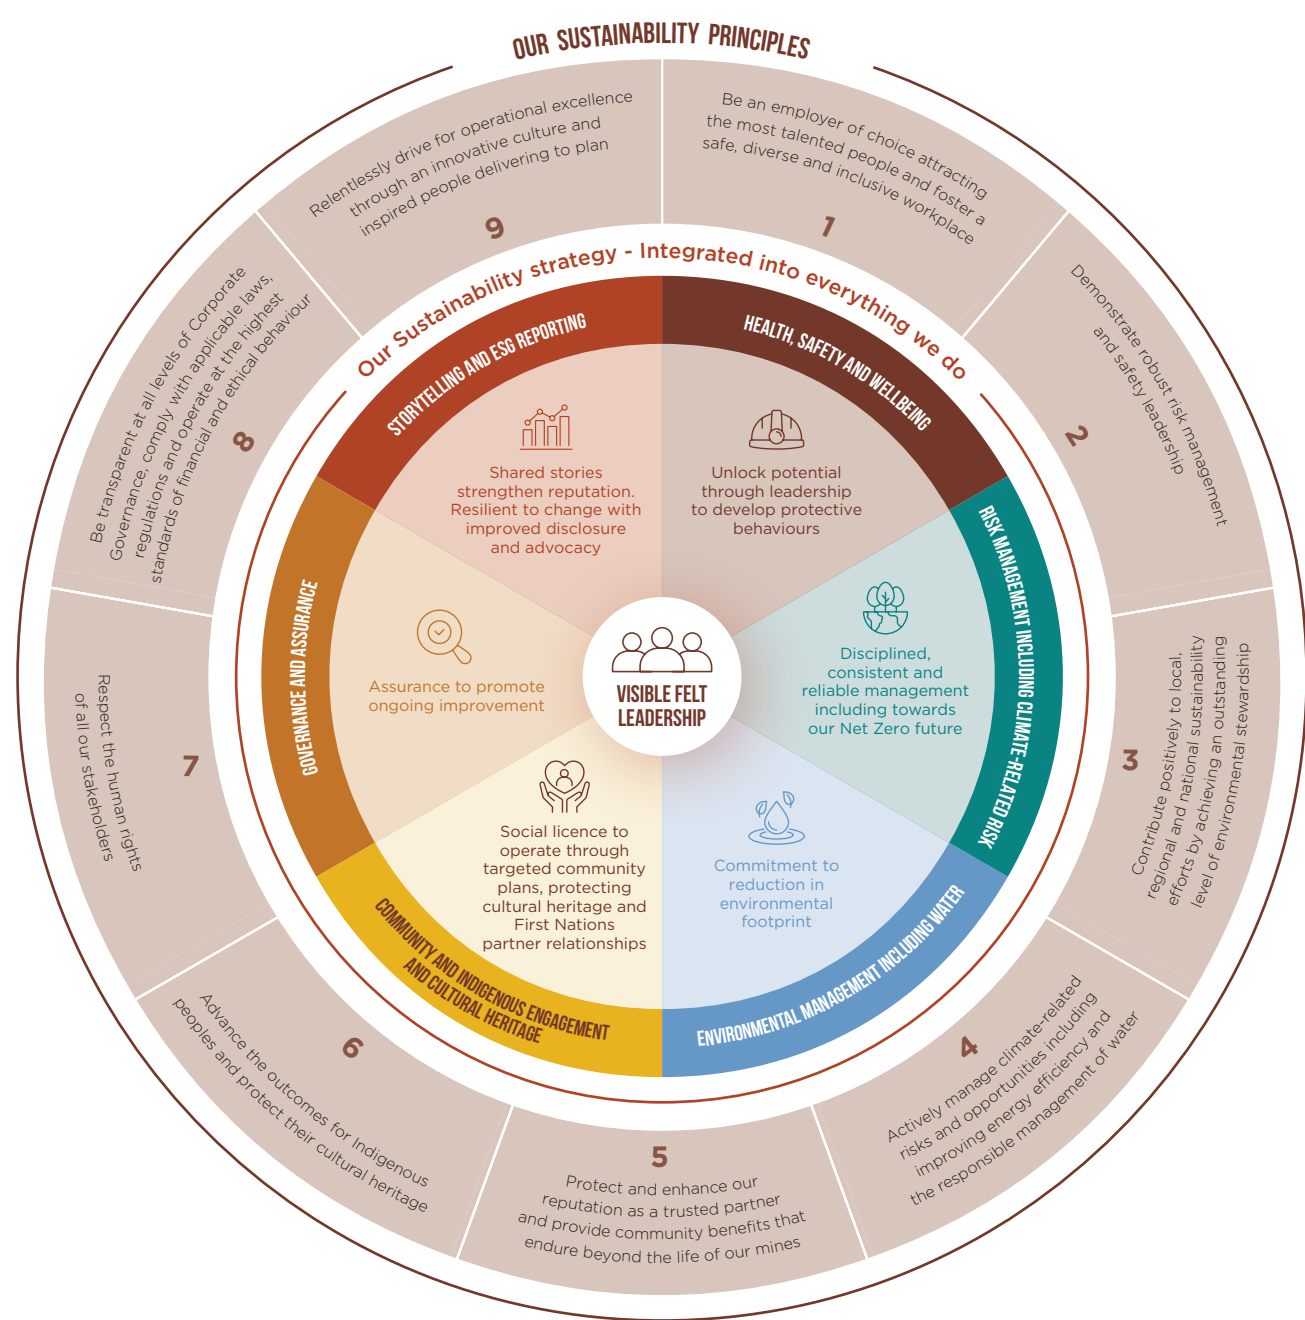 OUR SUSTAINABILITY PRINCIPLES
Be an employer of choice attracting
the most talented people and foster a
safe, diverse and inclusive workplace
1
Demonstrate robust risk management
and safety leadership
2
Contribute positively to local,
regional and national sustainability
efforts by achieving an outstanding
level of environmental stewardship
3
Actively manage climate-related
risks and opportunities including
improving energy efficiency and
the responsible management of water
4
5
Protect and enhance our
reputation as a trusted partner
and provide community benefits that
endure beyond the life of our mines
6
Advance the outcomes for Indigenous
peoples and protect their cultural heritage
7
Respect the human rights
of all our stakeholders
Be transparent at all levels of Corporate
Governance, comply with applicable laws,
regulations and operate at the highest
standards of financial and ethical behaviour
8
Relentlessly drive for operational excellence
through an innovative culture and
inspired people delivering to plan
9
Our Sustainability strategy - Integrated into everything we do
HEALTH, SAFETY AND WELLBEING
Unlock potential
through leadership
to develop protective
behaviours
RISK MANAGEMENT INCLUDING CLIMATE-RELATED RISK
Disciplined,
consistent and
reliable management
including towards
our Net Zero future
ENVIRONMENTAL MANAGEMENT INCLUDING WATER
Commitment to
reduction in
environmental
footprint
COMMUNITY AND INDIGENOUS ENGAGEMENT
AND CULTURAL HERITAGE
Social licence to
operate through
targeted community
plans, protecting
cultural heritage and
First Nations
partner relationships
GOVERNANCE AND ASSURANCE
Assurance to promote
ongoing improvement
STORYTELLING AND ESG REPORTING
Shared stories
strengthen reputation.
Resilient to change with
improved disclosure
and advocacy
VISIBLE FELT
LEADERSHIP